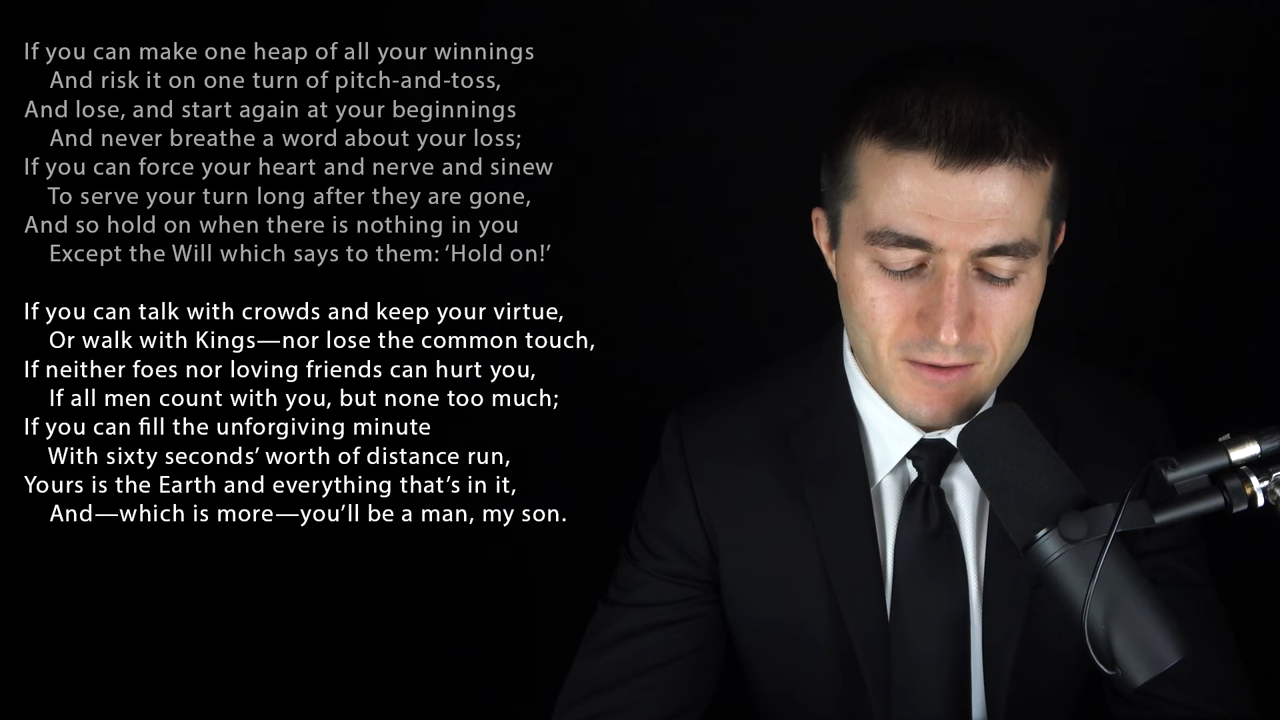 If you can make one heap of all your winnings
And risk it on one turn of pitch-and-toss,
And lose, and start again at your beginnings
And never breathe a word about your loss;
If you can force your heart and nerve and sinew
To serve your turn long after they are gone,
And so hold on when there is nothing in you
Except the Will which says to them: ‘Hold on!’
If you can talk with crowds and keep your virtue,
Or walk with Kings—nor lose the common touch,
If neither foes nor loving friends can hurt you,
If all men count with you, but none too much;
If you can fill the unforgiving minute
With sixty seconds’ worth of distance run,
Yours is the Earth and everything that’s in it,
And—which is more—you’ll be a man, my son.